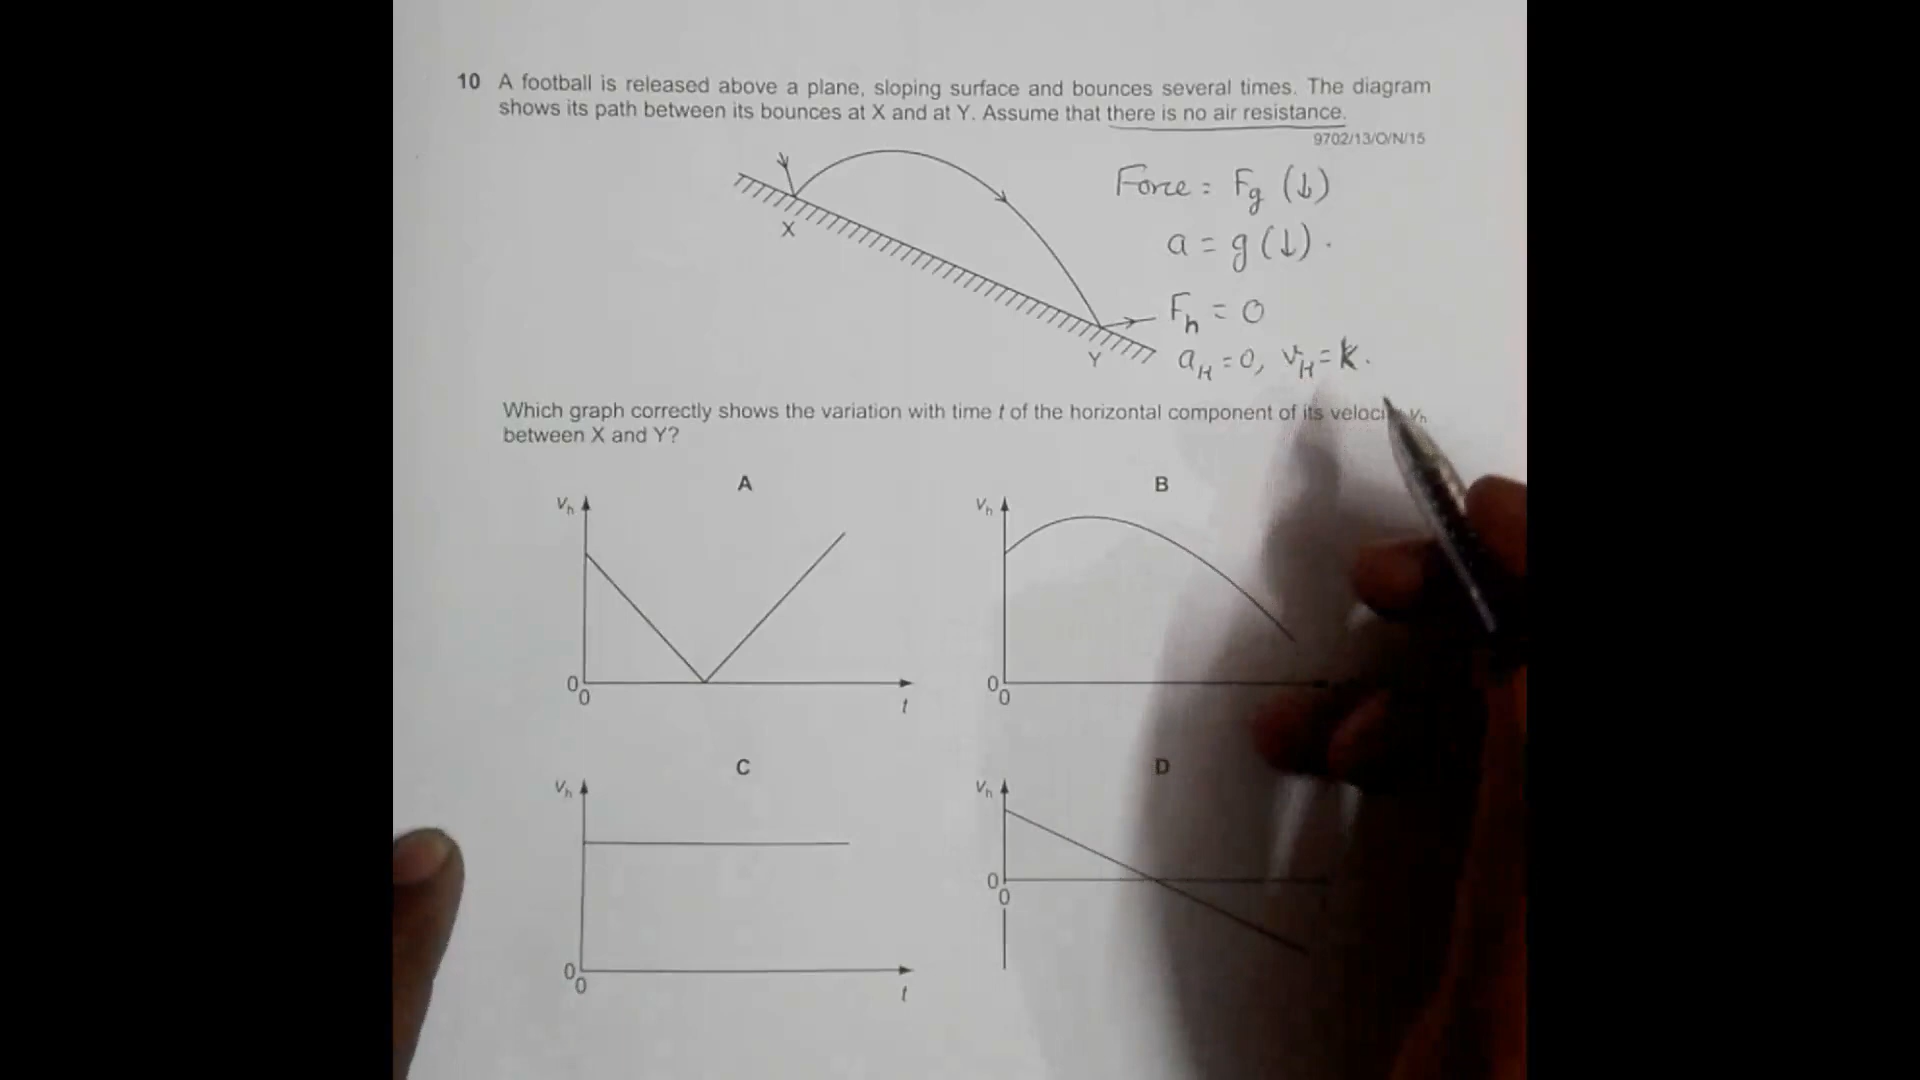 10 A football is released above a plane, sloping surface and bounces several times. The diagram
shows its path between its bounces at X and at Y. Assume that there is no air resistance.
9702/13/O/N/15
Force = Fg (↓)
a = g (↓) .
X
Fh = 0
Y
aH = 0, vH = k .
Which graph correctly shows the variation with time t of the horizontal component of its vh
between X and Y?
A
B
vh
vh
0
0
t
0
0
C
D
vh
vh
0
0
0
0
t